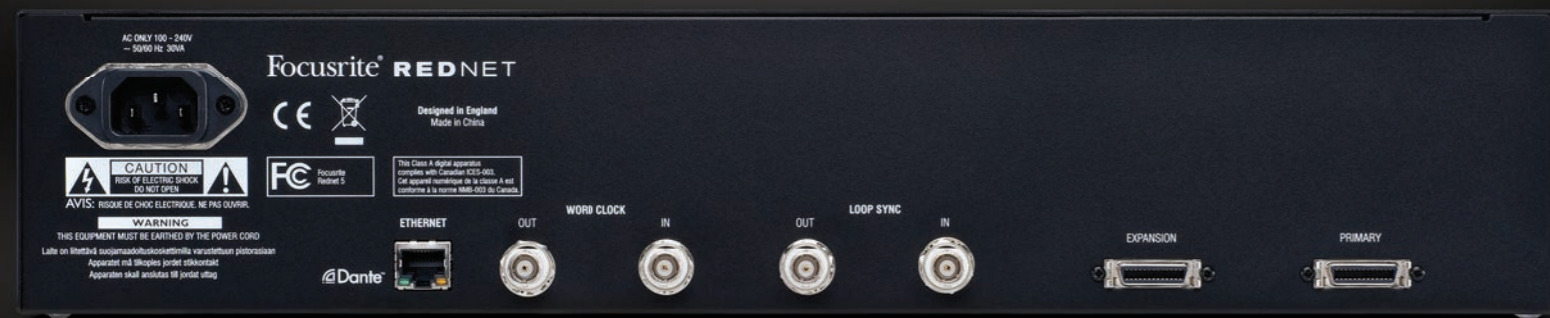 AC ONLY 100 - 240V
~ 50/60 Hz 30VA
Focusrite® REDNET
CE
Designed in England
Made in China
CAUTION
RISK OF ELECTRIC SHOCK
DO NOT OPEN
AVIS: RISQUE DE CHOC ELECTRIQUE. NE PAS OUVRIR.
FC Focusrite
Rednet 5
This Class A digital apparatus
complies with Canadian ICES-003.
Cet appareil numérique de la classe A est
conforme à la norme NMB-003 du Canada.
WARNING
THIS EQUIPMENT MUST BE EARTHED BY THE POWER CORD
Laite on liitettävä suojamaadoituskoskettimilla varustettuun pistorasiaan
Apparatet må tilkoples jordet stikkontakt
Apparaten skall anslutas till jordat uttag
Dante™
ETHERNET
WORD CLOCK
OUT
IN
LOOP SYNC
OUT
IN
EXPANSION
PRIMARY